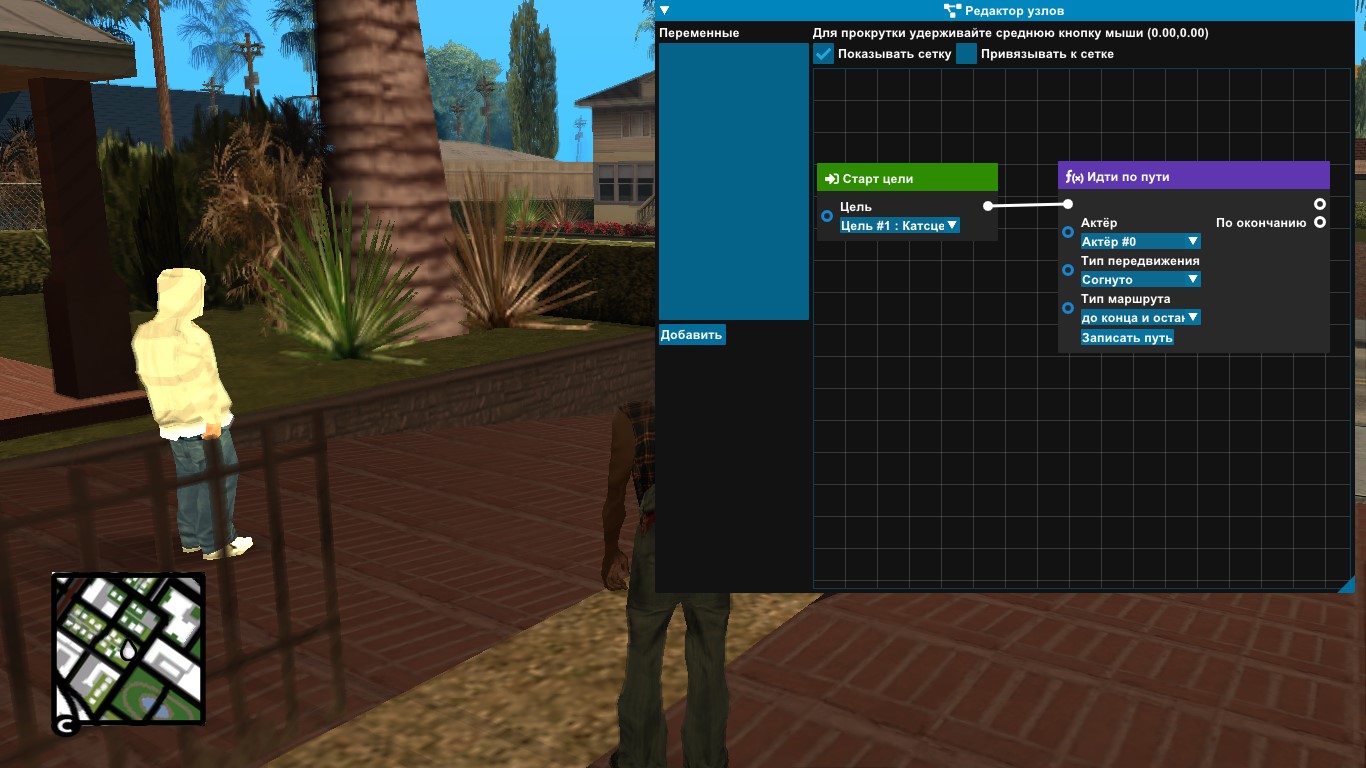 Редактор узлов
Переменные
Для прокрутки удерживайте среднюю кнопку мыши (0.00,0.00)
Показывать сетку
Привязывать к сетке
Старт цели
Цель
Цель #1 : Катсце
f(x) Идти по пути
Актёр
По окончанию
Актёр #0
Тип передвижения
Согнуто
Тип маршрута
до конца и остан
Записать путь
Добавить
С